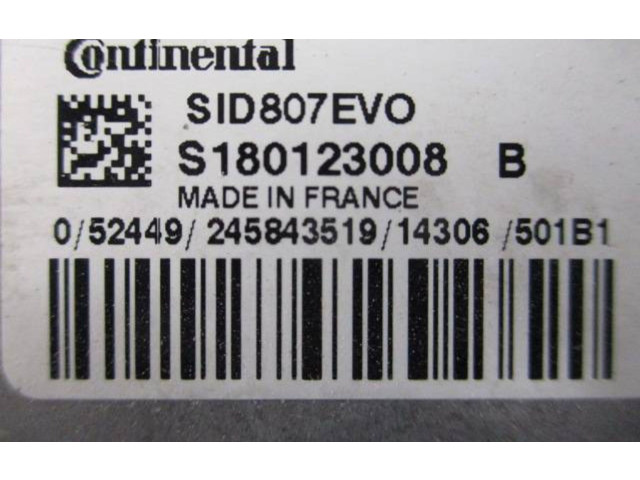 Continental
SID807EVO
S180123008 B
MADE IN FRANCE
0/52449/245843519/14306/501B1